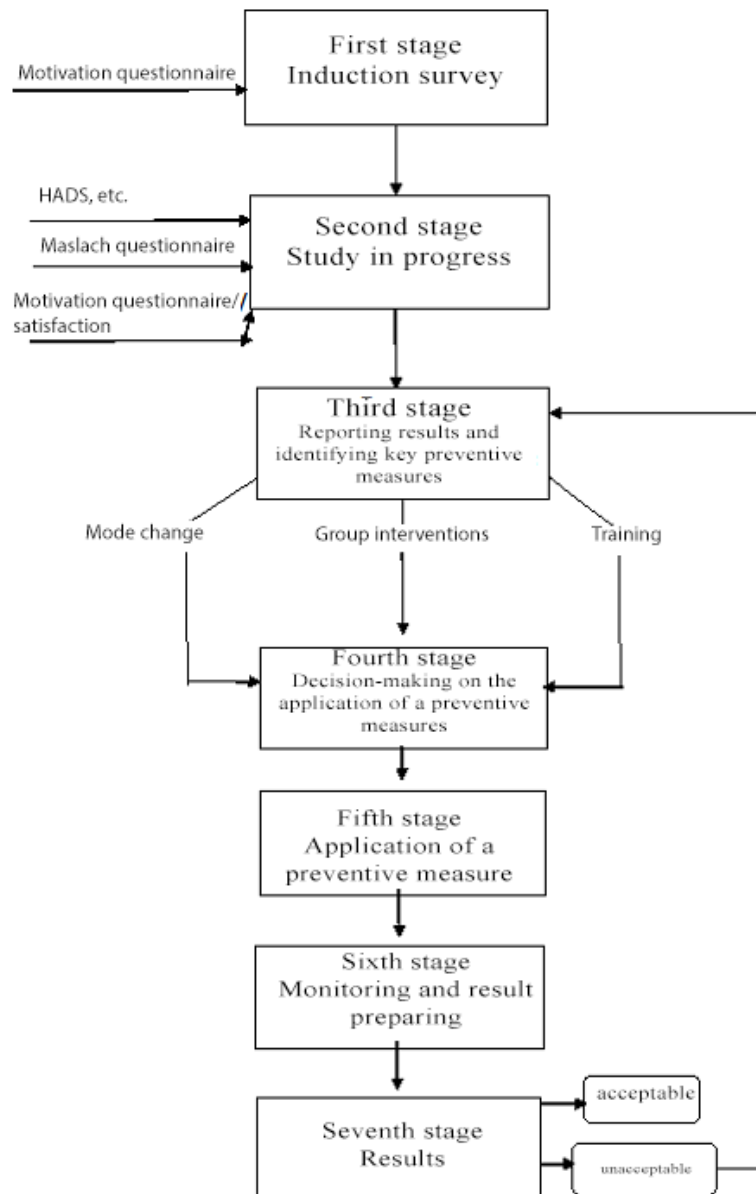 First stage
Induction survey
Motivation questionnaire
HADS, etc.
Second stage
Study in progress
Maslach questionnaire
Motivation questionnaire//
satisfaction
Third stage
Reporting results and
identifying key preventive
measures
Mode change
Group interventions
Training
Fourth stage
Decision-making on the
application of a preventive
measures
Fifth stage
Application of a
preventive measure
Sixth stage
Monitoring and result
preparing
Seventh stage
Results
acceptable
unacceptable